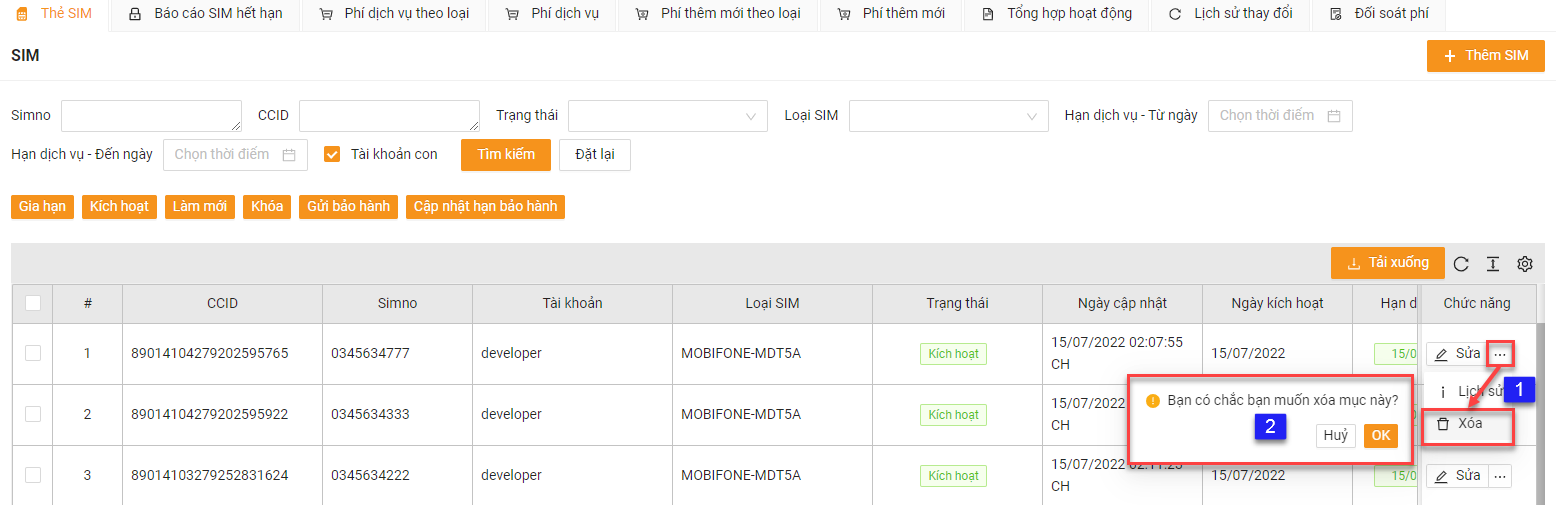 Thẻ SIM Báo cáo SIM hết hạn Phí dịch vụ theo loại Phí dịch vụ Phí thêm mới theo loại Phí thêm mới Tổng hợp hoạt động Lịch sử thay đổi Đối soát phí
SIM Thêm SIM
Simno CCID Trạng thái Loại SIM Hạn dịch vụ - Từ ngày Chọn thời điểm
Hạn dịch vụ - Đến ngày Chọn thời điểm Tài khoản con Tìm kiếm Đặt lại
Gia hạn Kích hoạt Làm mới Khóa Gửi bảo hành Cập nhật hạn bảo hành
Tải xuống
# CCID Simno Tài khoản Loại SIM Trạng thái Ngày cập nhật Ngày kích hoạt Hạn d Chức năng
1 89014104279202595765 0345634777 developer MOBIFONE-MDT5A Kích hoạt 15/07/2022 02:07:55 CH 15/07/2022 15/0 Sửa ...
Lịch sử 1
Xóa
Bạn có chắc bạn muốn xóa mục này?
2 Huỷ OK
2 89014104279202595922 0345634333 developer MOBIFONE-MDT5A Kích hoạt 15/07/2022 CH
3 89014103279252831624 0345634222 developer MOBIFONE-MDT5A Kích hoạt 15/07/2022 02:11:23 CH 15/07/2022 15/0 Sửa ...